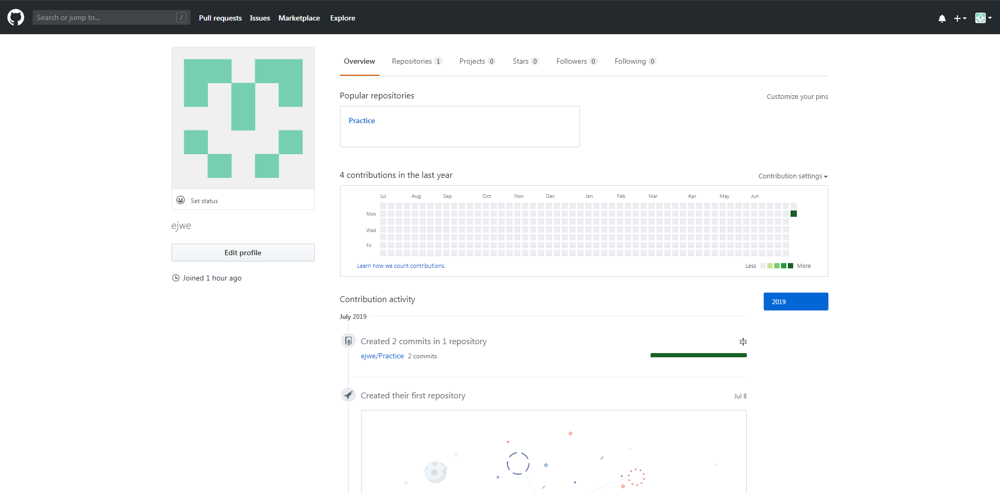 Search or jump to... /
Pull requests Issues Marketplace Explore
Overview Repositories 1 Projects 0 Stars 0 Followers 0 Following 0
Popular repositories
Customize your pins
Practice
4 contributions in the last year
Contribution settings
Jul Aug Sep Oct Nov Dec Jan Feb Mar Apr May Jun
Mon
Wed
Fri
Learn how we count contributions.
Less More
Set status
ejwe
Edit profile
Joined 1 hour ago
Contribution activity
2019
July 2019
Created 2 commits in 1 repository
ejwe/Practice 2 commits
Created their first repository
Jul 8